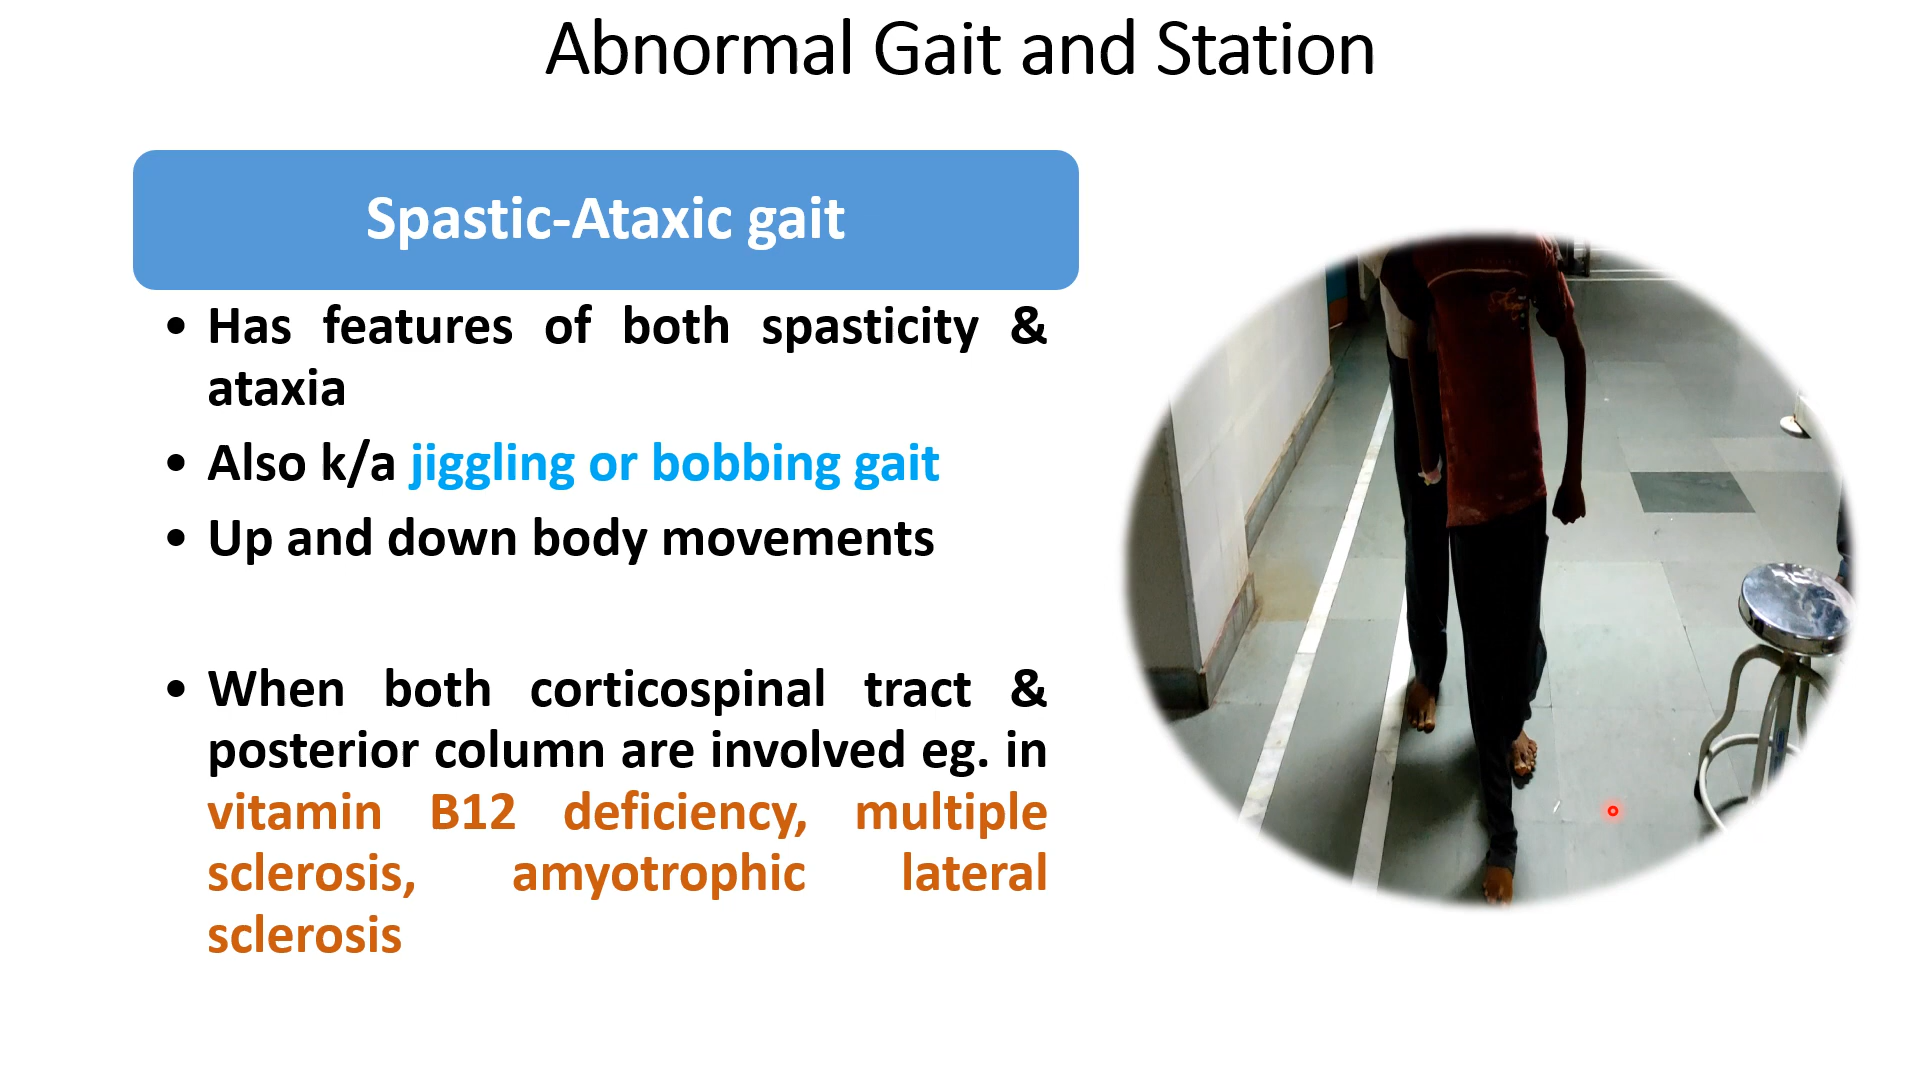 Abnormal Gait and Station
Spastic-Ataxic gait
• Has features of both spasticity &
ataxia
• Also k/a jiggling or bobbing gait
• Up and down body movements
• When both corticospinal tract &
posterior column are involved eg. in
vitamin B12 deficiency, multiple
sclerosis, amyotrophic lateral
sclerosis